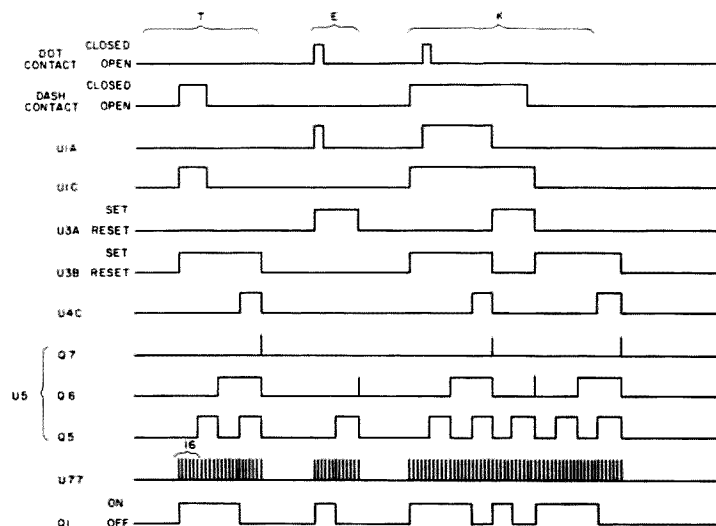 T E K
DOT CONTACT CLOSED OPEN
DASH CONTACT CLOSED OPEN
U1A
U1C
U3A SET RESET
U3B SET RESET
U4C
U5
Q7
Q6
Q5
16
U77
Q1 ON OFF